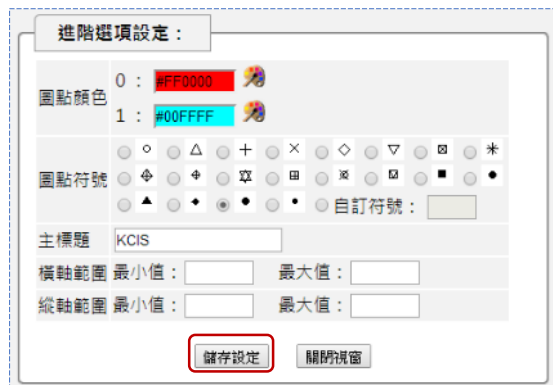 進階選項設定：
圖點顏色
0 : #FF0000
1 : #00FFFF
圖點符號
自訂符號：
主標題 KCIS
橫軸範圍 最小值： 最大值：
縱軸範圍 最小值： 最大值：
儲存設定 關閉視窗